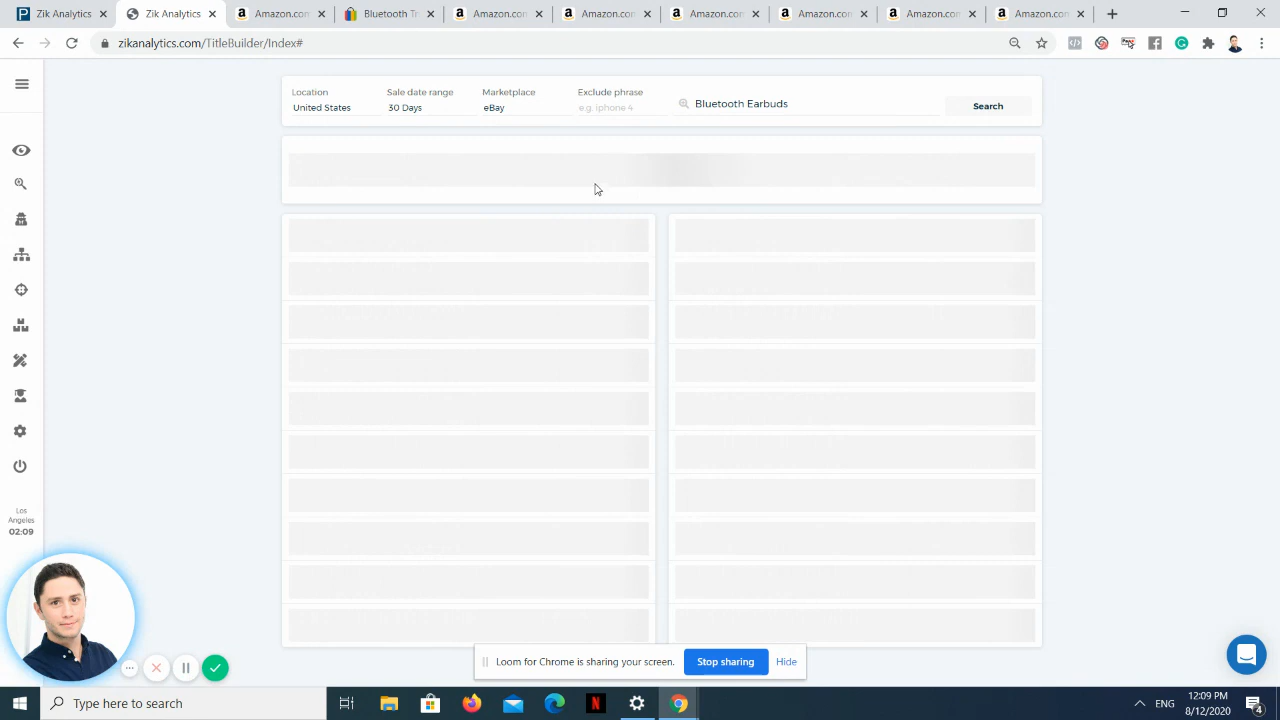 Zik Analytics
Zik Analytics
Amazon.com
Bluetooth Tr
Amazon.com
Amazon.com
Amazon.com
Amazon.com
Amazon.com
Amazon.com
zikanalytics.com/TitleBuilder/Index#
Location
United States
Sale date range
30 Days
Marketplace
eBay
Exclude phrase
e.g. iphone 4
Bluetooth Earbuds
Search
Los
Angeles
02:09
Loom for Chrome is sharing your screen.
Stop sharing
Hide
Type here to search
ENG
12:09 PM
8/12/2020
4